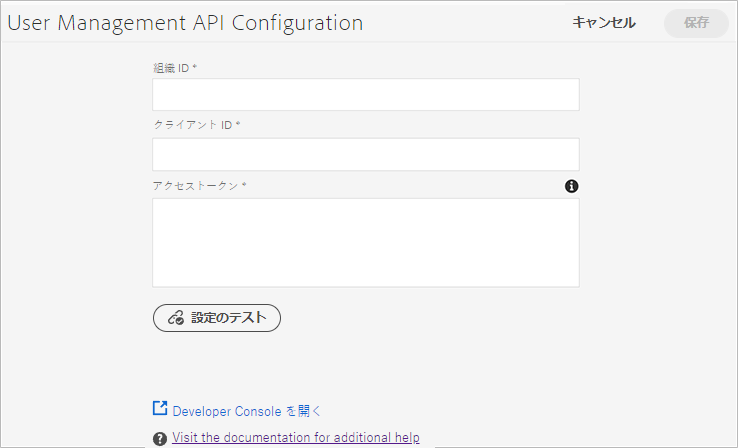 User Management API Configuration
キャンセル
保存
組織 ID *
クライアント ID *
アクセストークン *
設定のテスト
Developer Console を開く
Visit the documentation for additional help